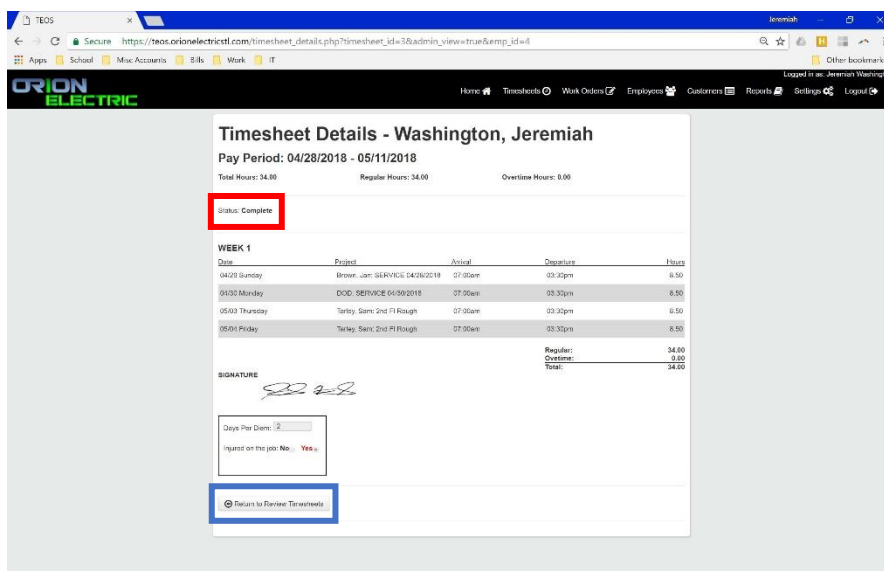 TEOS
Jeremiah
Secure https://teos.orionelectricstl.com/timesheet_details.php?timesheet_id=3&admin_view=true&emp_id=4
Apps School Misc Accounts Bills Work IT Other bookmark
Logged in as: Jeremiah Washingt
ORION
ELECTRIC
Home Timesheets Work Orders Employees Customers Reports Settings Logout
Timesheet Details - Washington, Jeremiah
Pay Period: 04/28/2018 - 05/11/2018
Total Hours: 34.00 Regular Hours: 34.00 Overtime Hours: 0.00
Status: Complete
WEEK 1
Date Project Arrival Departure Hours
04/29 Sunday Brown, Jan: SERVICE 04/28/2018 07:00am 03:30pm 8.50
04/30 Monday DOD: SERVICE 04/30/2018 07:00am 03:30pm 8.50
05/03 Thursday Terley, Sam: 2nd Fl Rough 07:00am 03:30pm 8.50
05/04 Friday Terley, Sam: 2nd Fl Rough 07:00am 03:30pm 8.50
Regular: 34.00
Ovetime: 0.00
Total: 34.00
SIGNATURE
Days Per Diem: 2
Injured on the job: No Yes
Return to Review Timesheets